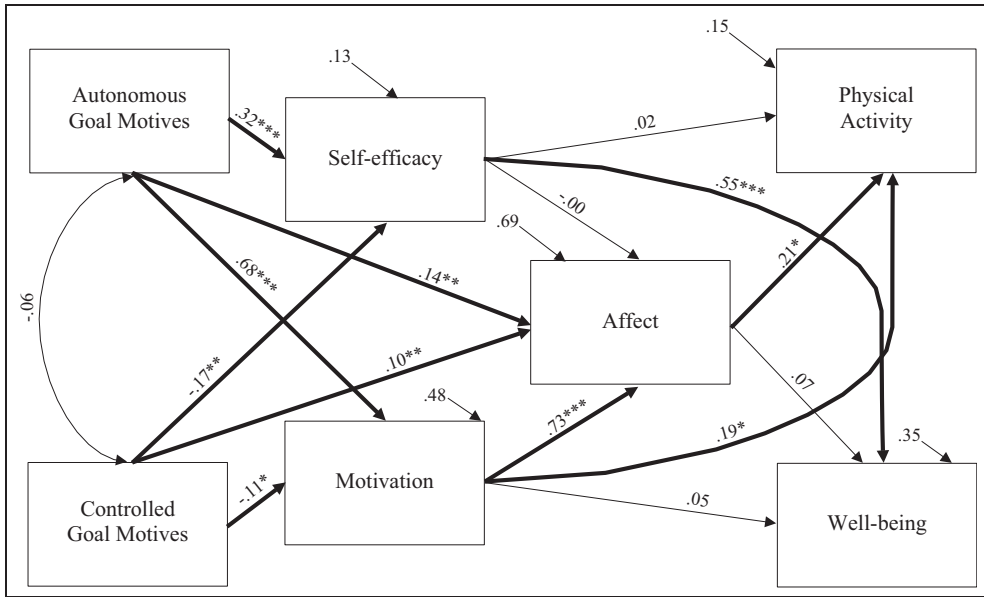 Autonomous
Goal Motives
.13
.15
Physical
Activity
.32***
Self-efficacy
.02
.55***
-.00
.69
.68***
.14**
.21*
Affect
-.06
-.17**
.10**
.07
.48
.73***
.19*
.35
Controlled
Goal Motives
-.11*
Motivation
.05
Well-being